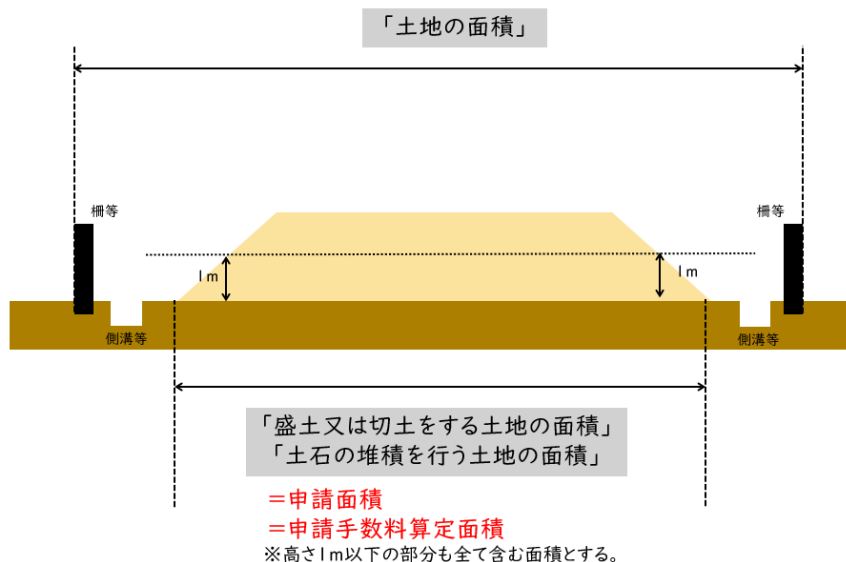 「土地の面積」
柵等
柵等
1m
1m
側溝等
側溝等
「盛土又は切土をする土地の面積」
「土石の堆積を行う土地の面積」
＝申請面積
＝申請手数料算定面積
※高さ1m以下の部分も全て含む面積とする。